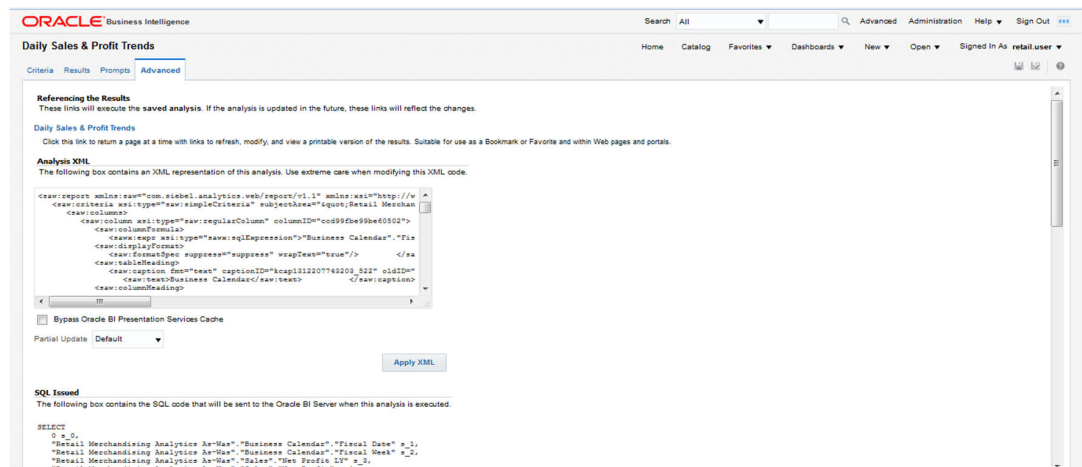 ORACLE Business Intelligence
Search All Advanced Administration Help Sign Out
Daily Sales & Profit Trends
Home Catalog Favorites Dashboards New Open Signed In As retail.user
Criteria Results Prompts Advanced
Referencing the Results
These links will execute the saved analysis. If the analysis is updated in the future, these links will reflect the changes.
Daily Sales & Profit Trends
Click this link to return a page at a time with links to refresh, modify, and view a printable version of the results. Suitable for use as a Bookmark or Favorite and within Web pages and portals.
Analysis XML
The following box contains an XML representation of this analysis. Use extreme care when modifying this XML code.
<saw:report xmlns:saw="com.siebel.analytics.web/report/v1.1" xmlns:xsi="http://w
<saw:criteria xsi:type="saw:simpleCriteria" subjectArea="&quot;Retail Merchan
<saw:columns>
<saw:column xsi:type="saw:regularColumn" columnID="ccd99fbe99be60502">
<saw:columnFormula>
<sawx:expr xsi:type="sawx:sqlExpression">"Business Calendar"."Fis
<saw:displayFormat>
<saw:formatSpec suppress="suppress" wrapText="true"/> </sa
<saw:tableHeading>
<saw:caption fmt="text" captionID="kcap1312207743203_522" oldID="
<saw:text>Business Calendar</saw:text> </saw:caption>
<saw:columnHeading>
Bypass Oracle BI Presentation Services Cache
Partial Update Default
Apply XML
SQL Issued
The following box contains the SQL code that will be sent to the Oracle BI Server when this analysis is executed.
SELECT
0 s_0,
"Retail Merchandising Analytics As-Was"."Business Calendar"."Fiscal Date" s_1,
"Retail Merchandising Analytics As-Was"."Business Calendar"."Fiscal Week" s_2,
"Retail Merchandising Analytics As-Was"."Sales"."Net Profit LY" s_3,